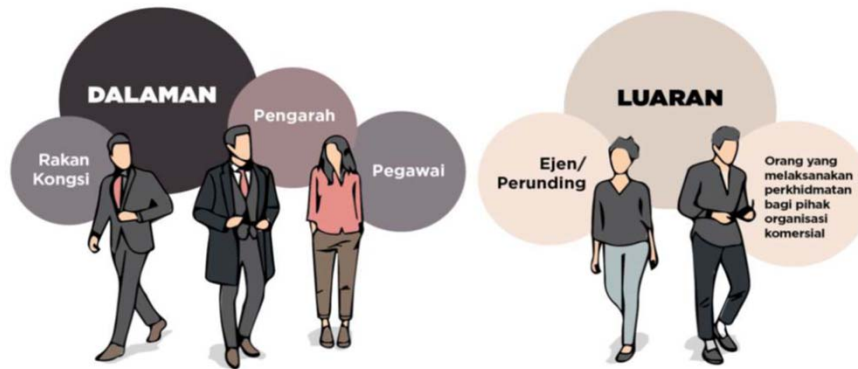 DALAMAN
Rakan
Kongsi
Pengarah
Pegawai
LUARAN
Ejen/
Perunding
Orang yang
melaksanakan
perkhidmatan
bagi pihak
organisasi
komersial